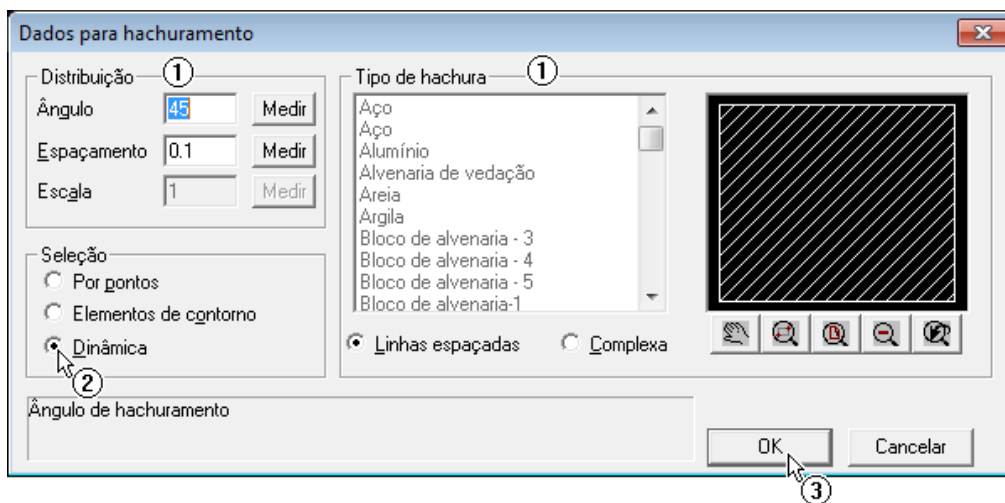 Dados para hachuramento
Distribuição 1
Ângulo 45 Medir
Espaçamento 0.1 Medir
Escala 1 Medir
Seleção
Por pontos
Elementos de contorno
Dinâmica
2
Tipo de hachura 1
Aço
Aço
Alumínio
Alvenaria de vedação
Areia
Argila
Bloco de alvenaria - 3
Bloco de alvenaria - 4
Bloco de alvenaria - 5
Bloco de alvenaria-1
Linhas espaçadas Complexa
Ângulo de hachuramento
OK Cancelar
3